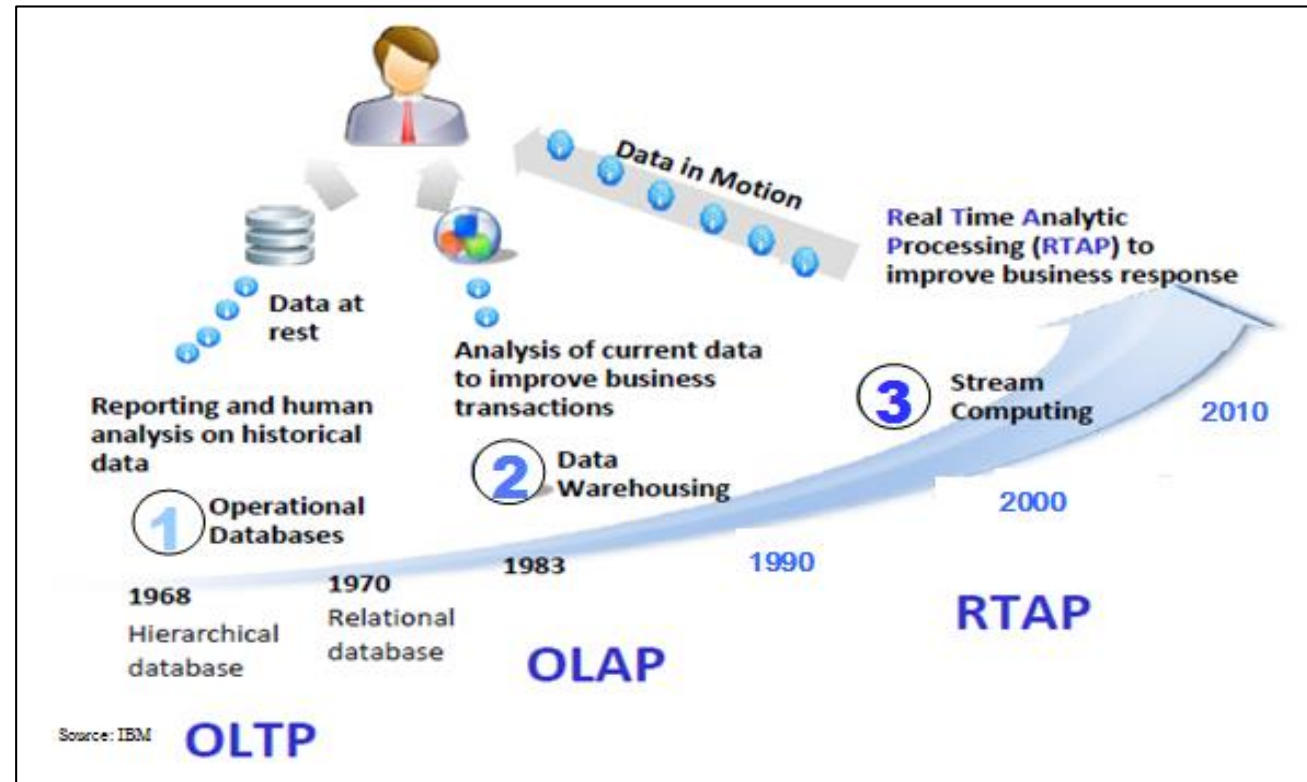 Data in Motion
Real Time Analytic
Processing (RTAP) to
improve business response
Data at
rest
Analysis of current data
to improve business
transactions
Reporting and human
analysis on historical
data
3
Stream
Computing
2010
2
Data
Warehousing
1
Operational
Databases
2000
1990
1983
1970
Relational
database
1968
Hierarchical
database
RTAP
OLAP
Source: IBM
OLTP